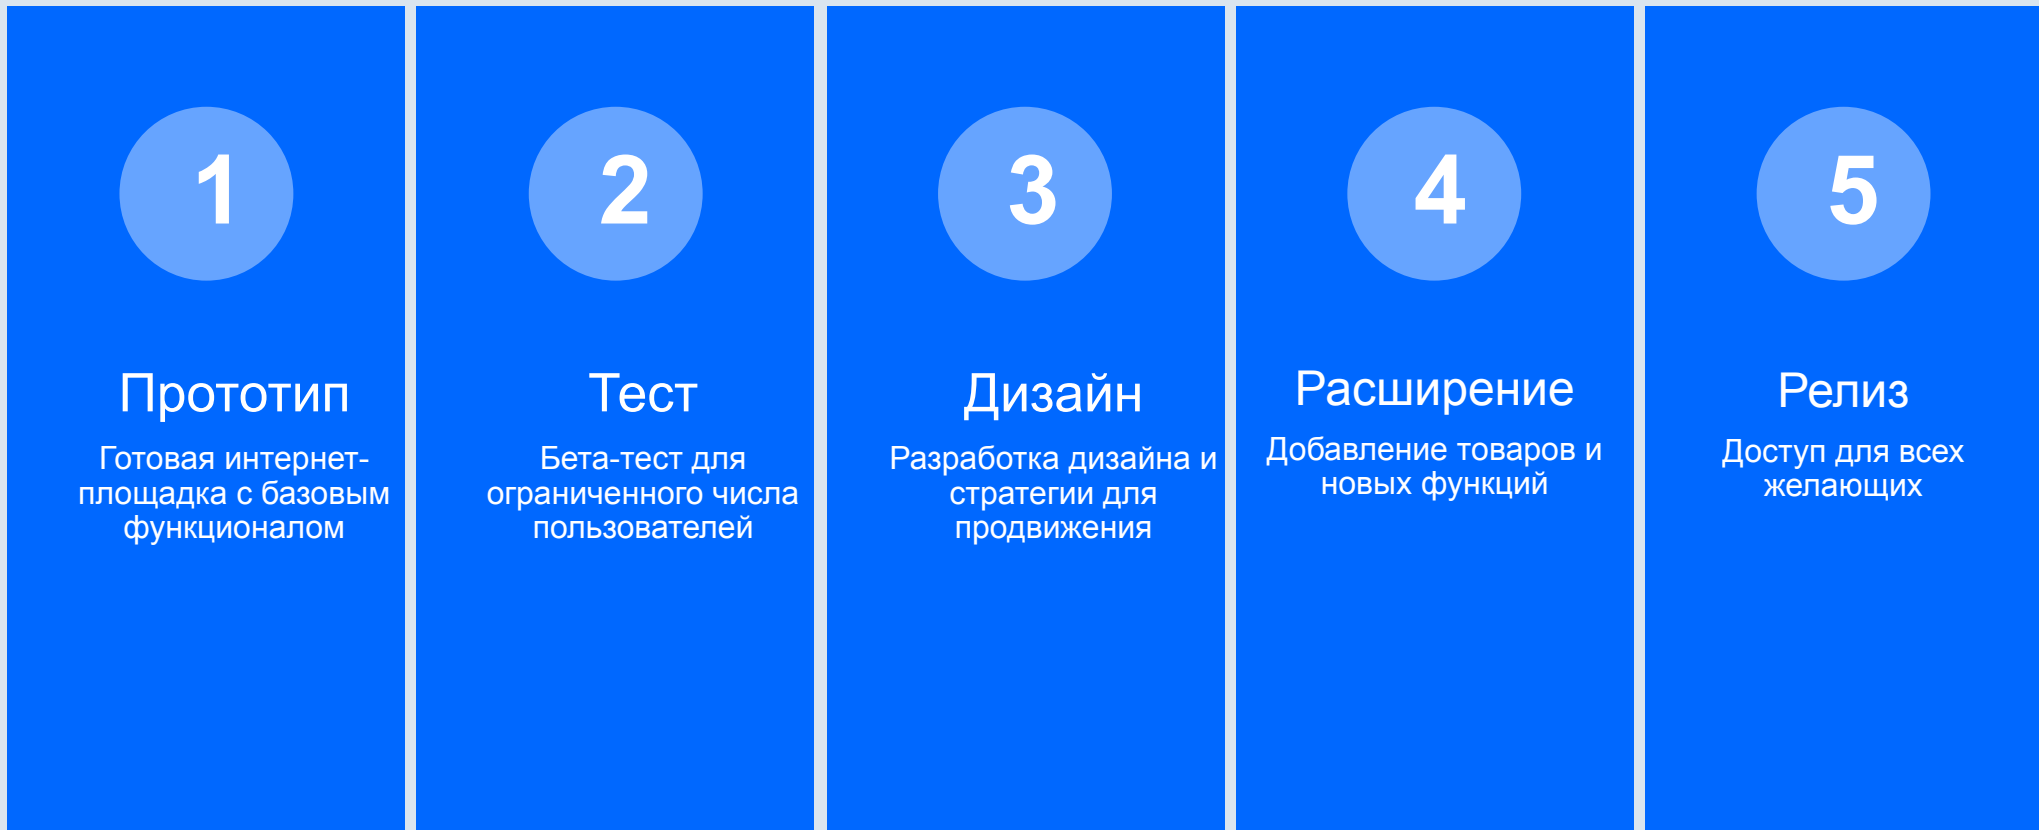 1
Прототип
Готовая интернет-
площадка с базовым
функционалом
2
Тест
Бета-тест для
ограниченного числа
пользователей
3
Дизайн
Разработка дизайна и
стратегии для
продвижения
4
Расширение
Добавление товаров и
новых функций
5
Релиз
Доступ для всех
желающих